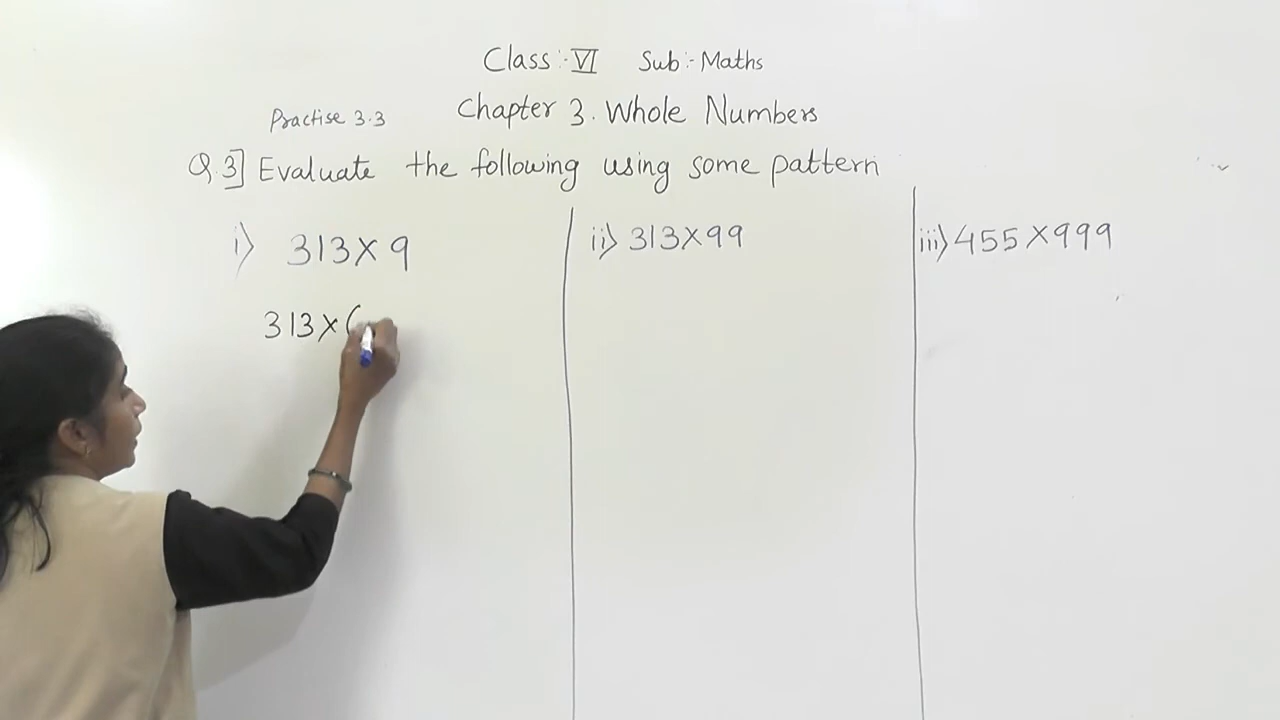 Class:- VI Sub:- Maths
Practise 3.3 Chapter 3. Whole Numbers
Q.3] Evaluate the following using some pattern
i) 313 × 9
313 × (
ii) 313 × 99
iii) 455 × 999